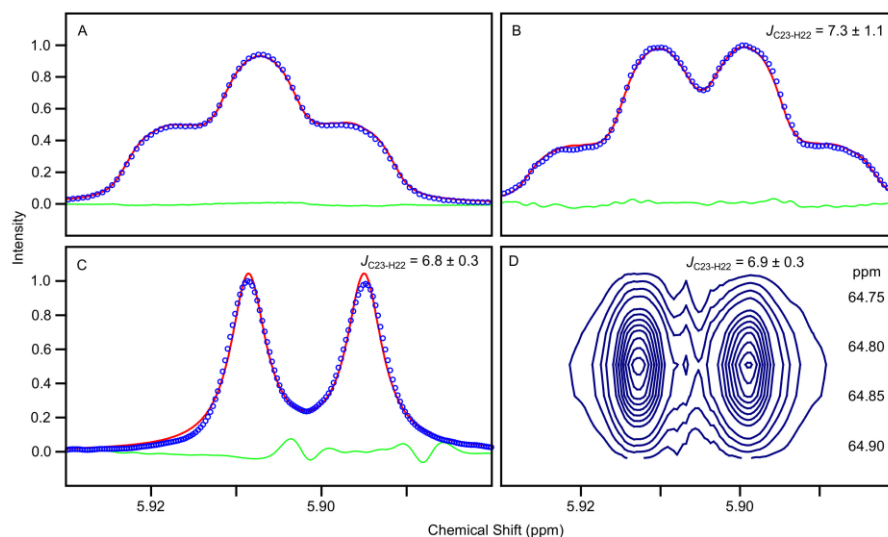 A
B
J C23-H22 = 7.3 ± 1.1
1.0
0.8
0.6
0.4
0.2
0.0
Intensity
C
J C23-H22 = 6.8 ± 0.3
D
J C23-H22 = 6.9 ± 0.3
ppm
1.0
0.8
0.6
0.4
0.2
0.0
64.75
64.80
64.85
64.90
5.92
5.90
5.92
5.90
Chemical Shift (ppm)